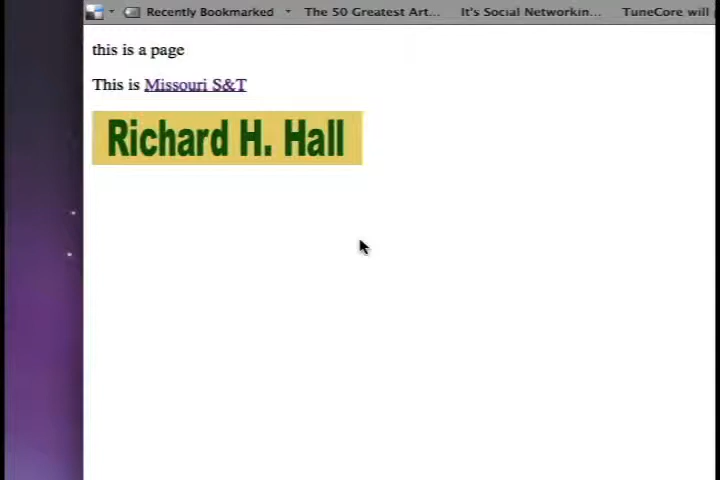 Recently Bookmarked The 50 Greatest Art... It's Social Networkin... TuneCore will
this is a page
This is Missouri S&T
Richard H. Hall